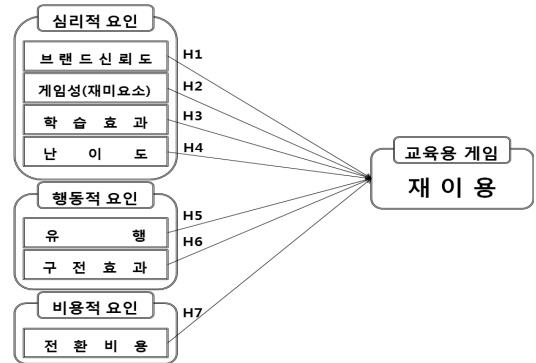 심리적 요인
브 랜 드 신 뢰 도
H1
게임성(재미요소)
H2
학 습 효 과
H3
난 이 도
H4
행동적 요인
유 행
H5
구 전 효 과
H6
비용적 요인
전 환 비 용
H7
교육용 게임
재 이 용